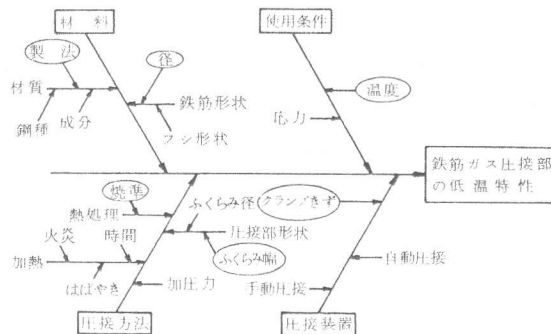 材料
使用条件
製法
径
材質
鉄筋形状
温度
鋼種
成分
フシ形状
応力
鉄筋ガス圧接部
の低温特性
焼準
ふくらみ径
クランプきず
熱処理
圧接部形状
火炎
時間
加熱
ふくらみ幅
自動圧接
はばやき
加圧力
手動圧接
圧接方法
圧接装置